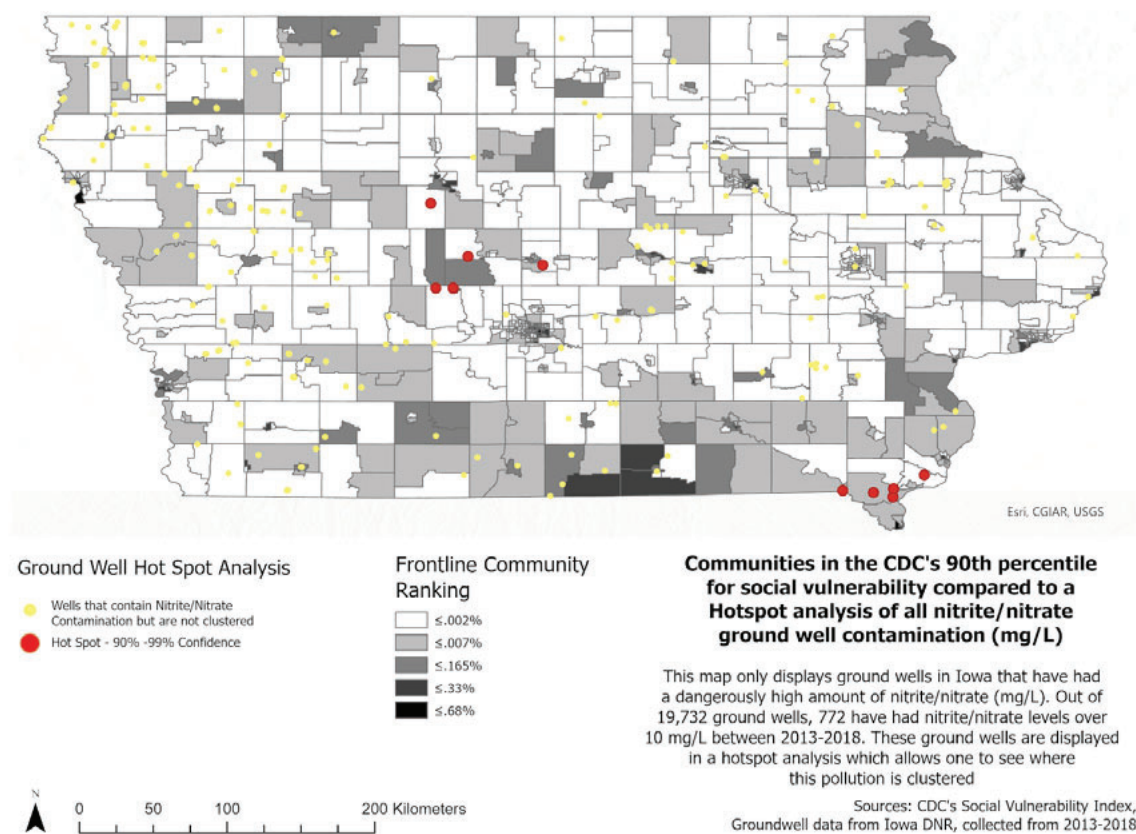 Esri, CGIAR, USGS
Ground Well Hot Spot Analysis
Wells that contain Nitrite/Nitrate
Contamination but are not clustered
Hot Spot - 90% -99% Confidence
Frontline Community
Ranking
≤.002%
≤.007%
≤.165%
≤.33%
≤.68%
Communities in the CDC's 90th percentile
for social vulnerability compared to a
Hotspot analysis of all nitrite/nitrate
ground well contamination (mg/L)
This map only displays ground wells in Iowa that have had
a dangerously high amount of nitrite/nitrate (mg/L). Out of
19,732 ground wells, 772 have had nitrite/nitrate levels over
10 mg/L between 2013-2018. These ground wells are displayed
in a hotspot analysis which allows one to see where
this pollution is clustered
Sources: CDC's Social Vulnerability Index,
Groundwell data from Iowa DNR, collected from 2013-2018
N
0 50 100 200 Kilometers